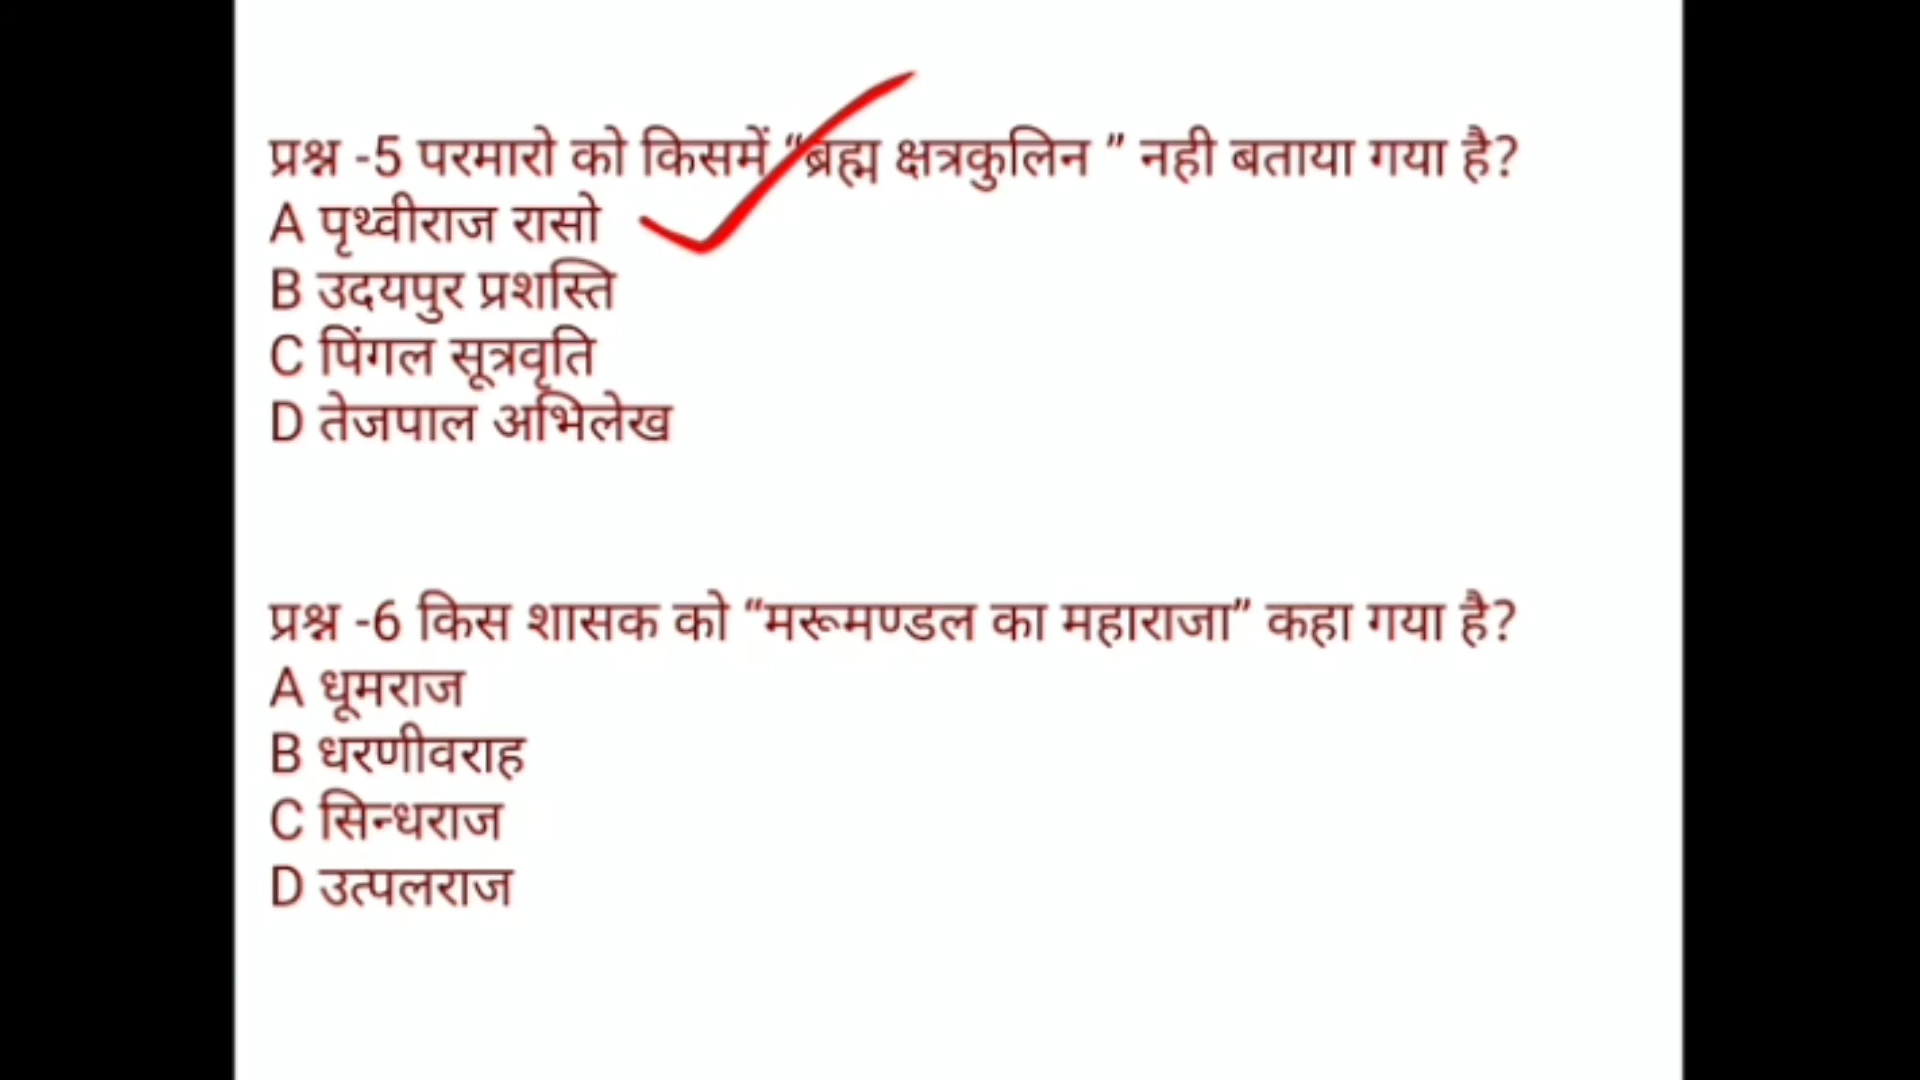 प्रश्न -5 परमारो को किसमें “ब्रह्म क्षत्रकुलिन ” नही बताया गया है?
A पृथ्वीराज रासो
B उदयपुर प्रशस्ति
C पिंगल सूत्रवृति
D तेजपाल अभिलेख
प्रश्न -6 किस शासक को “मरूमण्डल का महाराजा” कहा गया है?
A धूमराज
B धरणीवराह
C सिन्धराज
D उत्पलराज